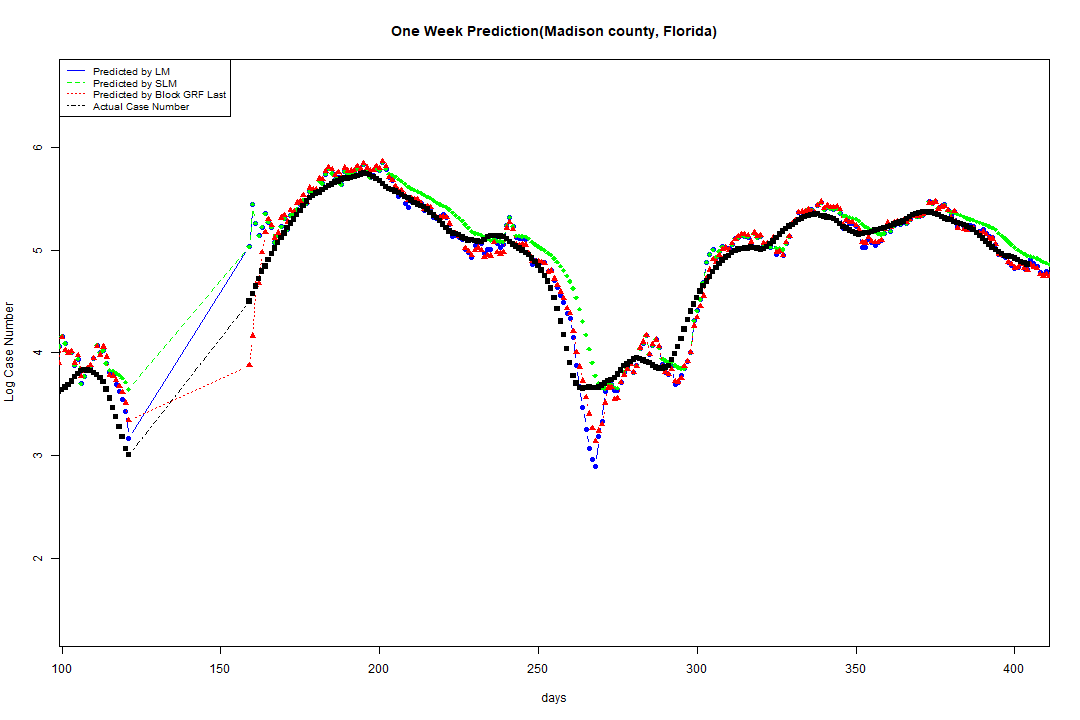 One Week Prediction(Madison county, Florida)
Predicted by LM
Predicted by SLM
Predicted by Block GRF Last
Actual Case Number
6
5
4
3
2
Log Case Number
100 150 200 250 300 350 400
days